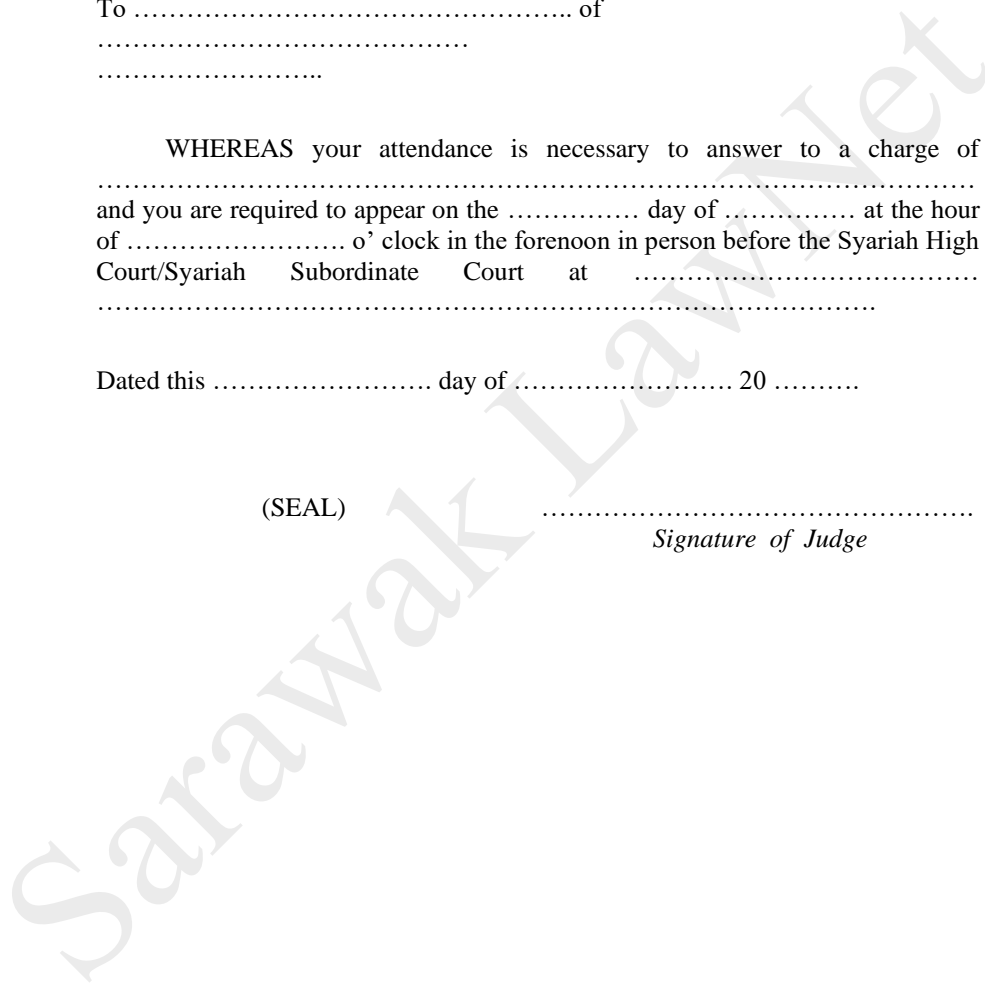 To ………………………………………….. of
……………………………………
……………………..
WHEREAS your attendance is necessary to answer to a charge of
………………………………………………………………………………………
and you are required to appear on the …………… day of …………… at the hour
of ……………………. o’ clock in the forenoon in person before the Syariah High
Court/Syariah Subordinate Court at …………………………………
…………………………………………………………………………….
Dated this ……………………. day of ……………………. 20 ……….
(SEAL) ………………………………………….
Signature of Judge
Sarawak LawNet